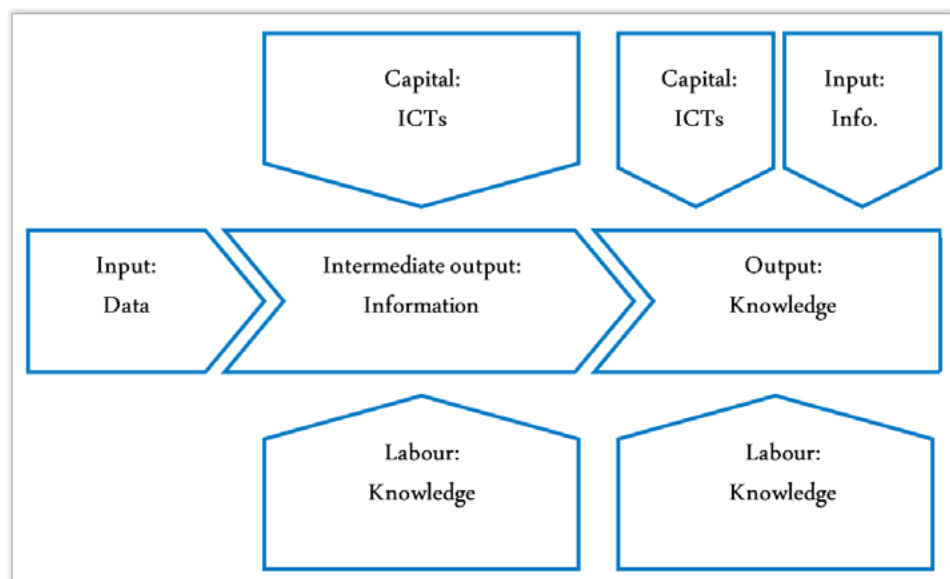 Capital:
ICTs
Capital:
ICTs
Input:
Info.
Input:
Data
Intermediate output:
Information
Output:
Knowledge
Labour:
Knowledge
Labour:
Knowledge